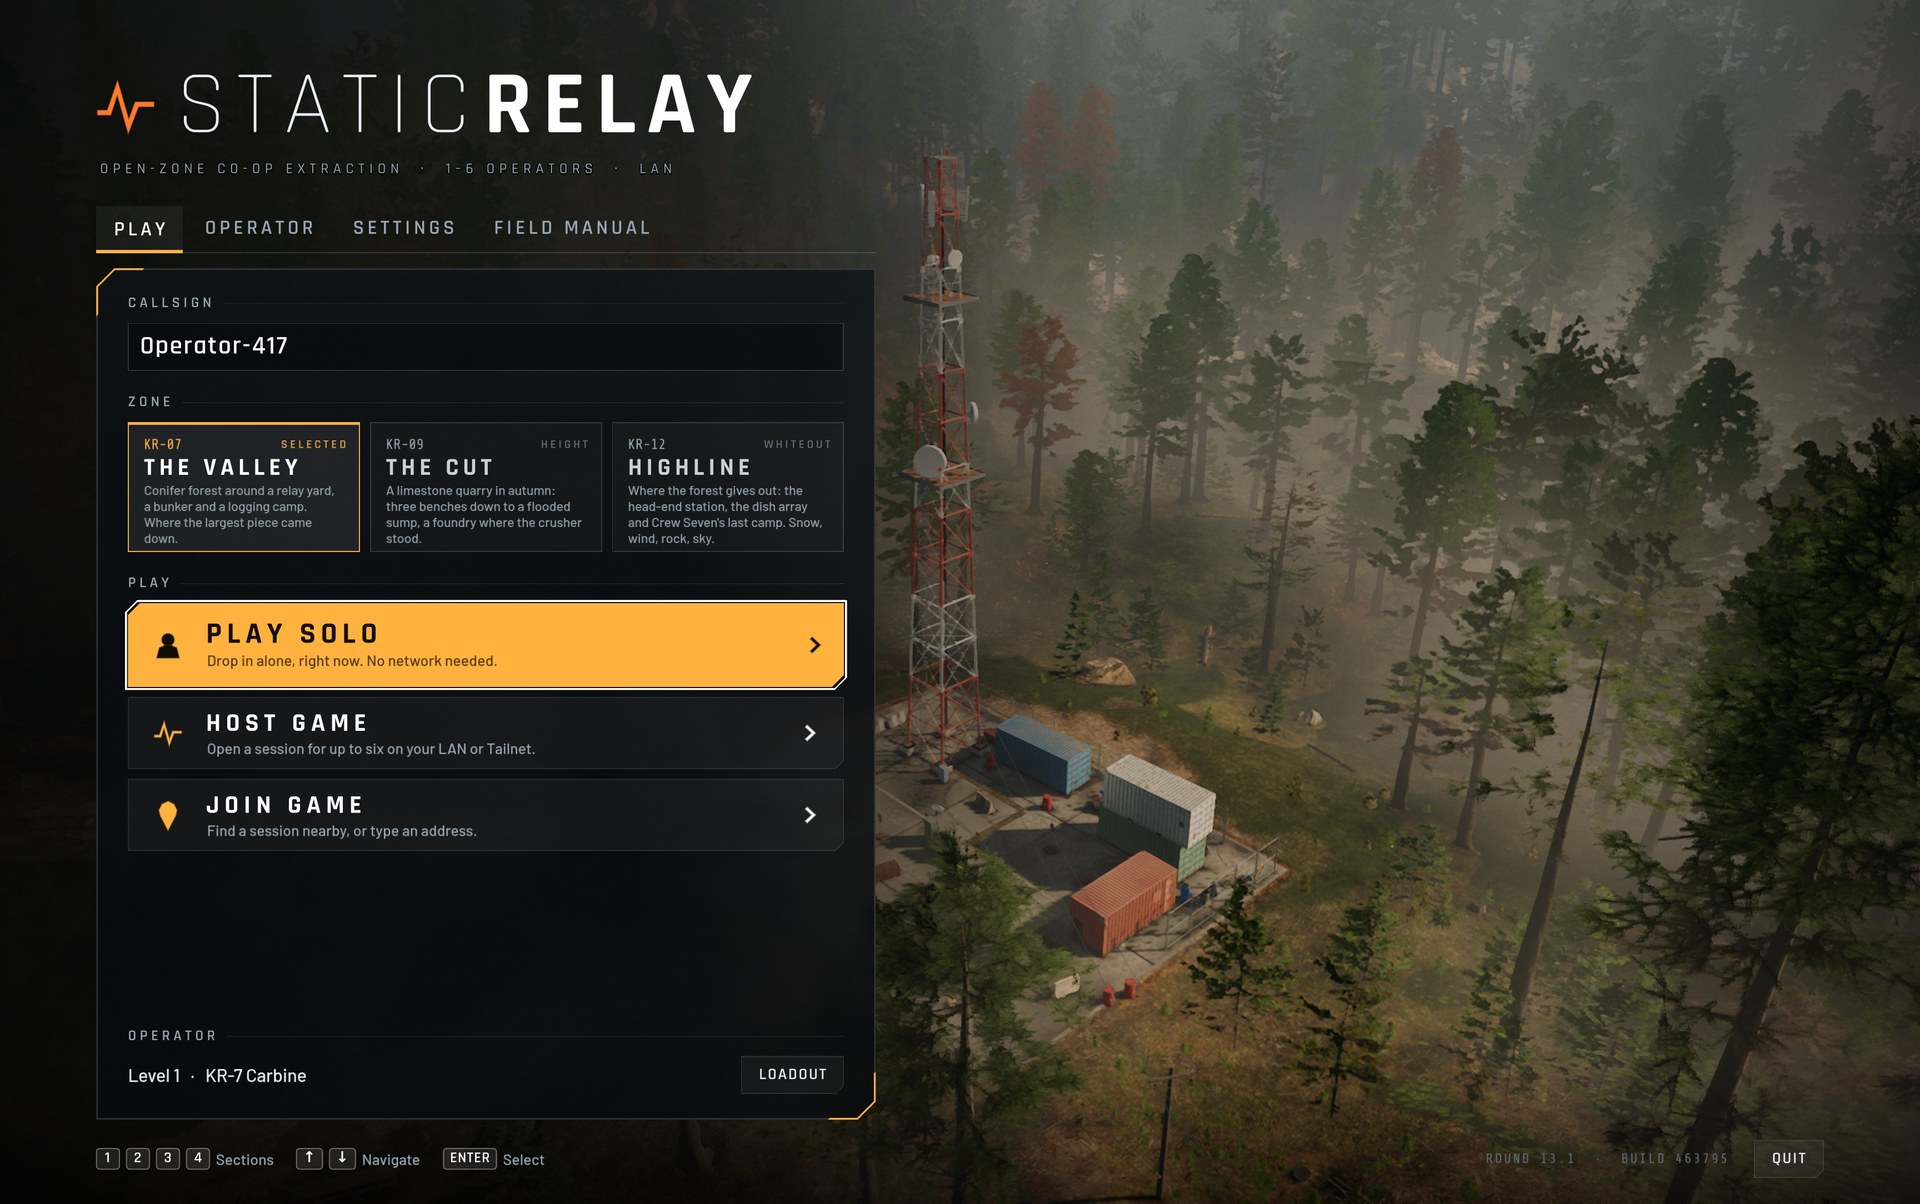 STATICRELAY
OPEN-ZONE CO-OP EXTRACTION · 1-6 OPERATORS · LAN
PLAY OPERATOR SETTINGS FIELD MANUAL
CALLSIGN
Operator-417
ZONE
KR-07 SELECTED
THE VALLEY
Conifer forest around a relay yard,
a bunker and a logging camp.
Where the largest piece came
down.
KR-09 HEIGHT
THE CUT
A limestone quarry in autumn:
three benches down to a flooded
sump, a foundry where the crusher
stood.
KR-12 WHITEOUT
HIGHLINE
Where the forest gives out: the
head-end station, the dish array
and Crew Seven's last camp. Snow,
wind, rock, sky.
PLAY
PLAY SOLO
Drop in alone, right now. No network needed.
HOST GAME
Open a session for up to six on your LAN or Tailnet.
JOIN GAME
Find a session nearby, or type an address.
OPERATOR
Level 1 · KR-7 Carbine
LOADOUT
1 2 3 4 Sections ↑ ↓ Navigate ENTER Select
ROUND 13.1 · BUILD 463795
QUIT